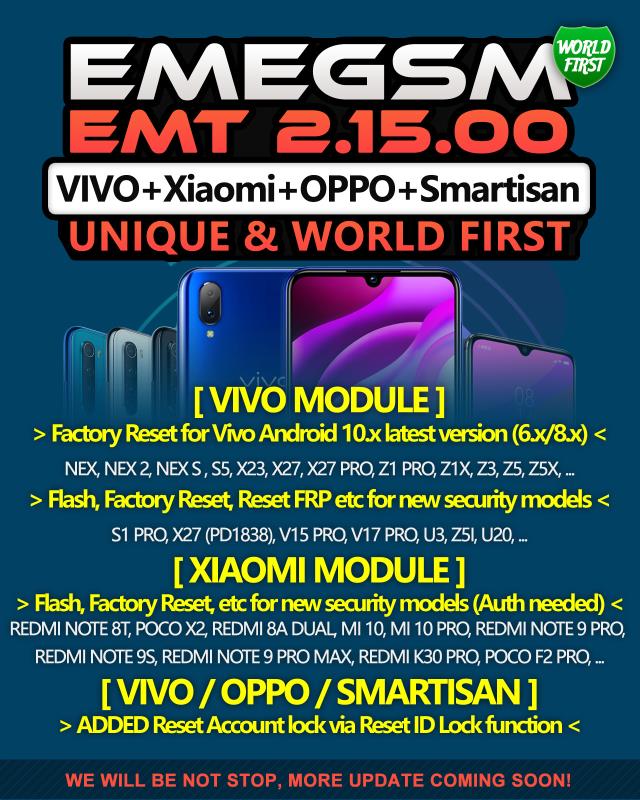 WORLD
FIRST
EMEGSM
EMT 2.15.00
VIVO+Xiaomi+OPPO+Smartisan
UNIQUE & WORLD FIRST
vivo
08
[ VIVO MODULE ]
> Factory Reset for Vivo Android 10.x latest version (6.x/8.x) <
NEX, NEX 2, NEX S , S5, X23, X27, X27 PRO, Z1 PRO, Z1X, Z3, Z5, Z5X, ...
> Flash, Factory Reset, Reset FRP etc for new security models <
S1 PRO, X27 (PD1838), V15 PRO, V17 PRO, U3, Z5I, U20, ...
[ XIAOMI MODULE ]
> Flash, Factory Reset, etc for new security models (Auth needed) <
REDMI NOTE 8T, POCO X2, REDMI 8A DUAL, MI 10, MI 10 PRO, REDMI NOTE 9 PRO,
REDMI NOTE 9S, REDMI NOTE 9 PRO MAX, REDMI K30 PRO, POCO F2 PRO, ...
[ VIVO / OPPO / SMARTISAN ]
> ADDED Reset Account lock via Reset ID Lock function <
WE WILL BE NOT STOP, MORE UPDATE COMING SOON!